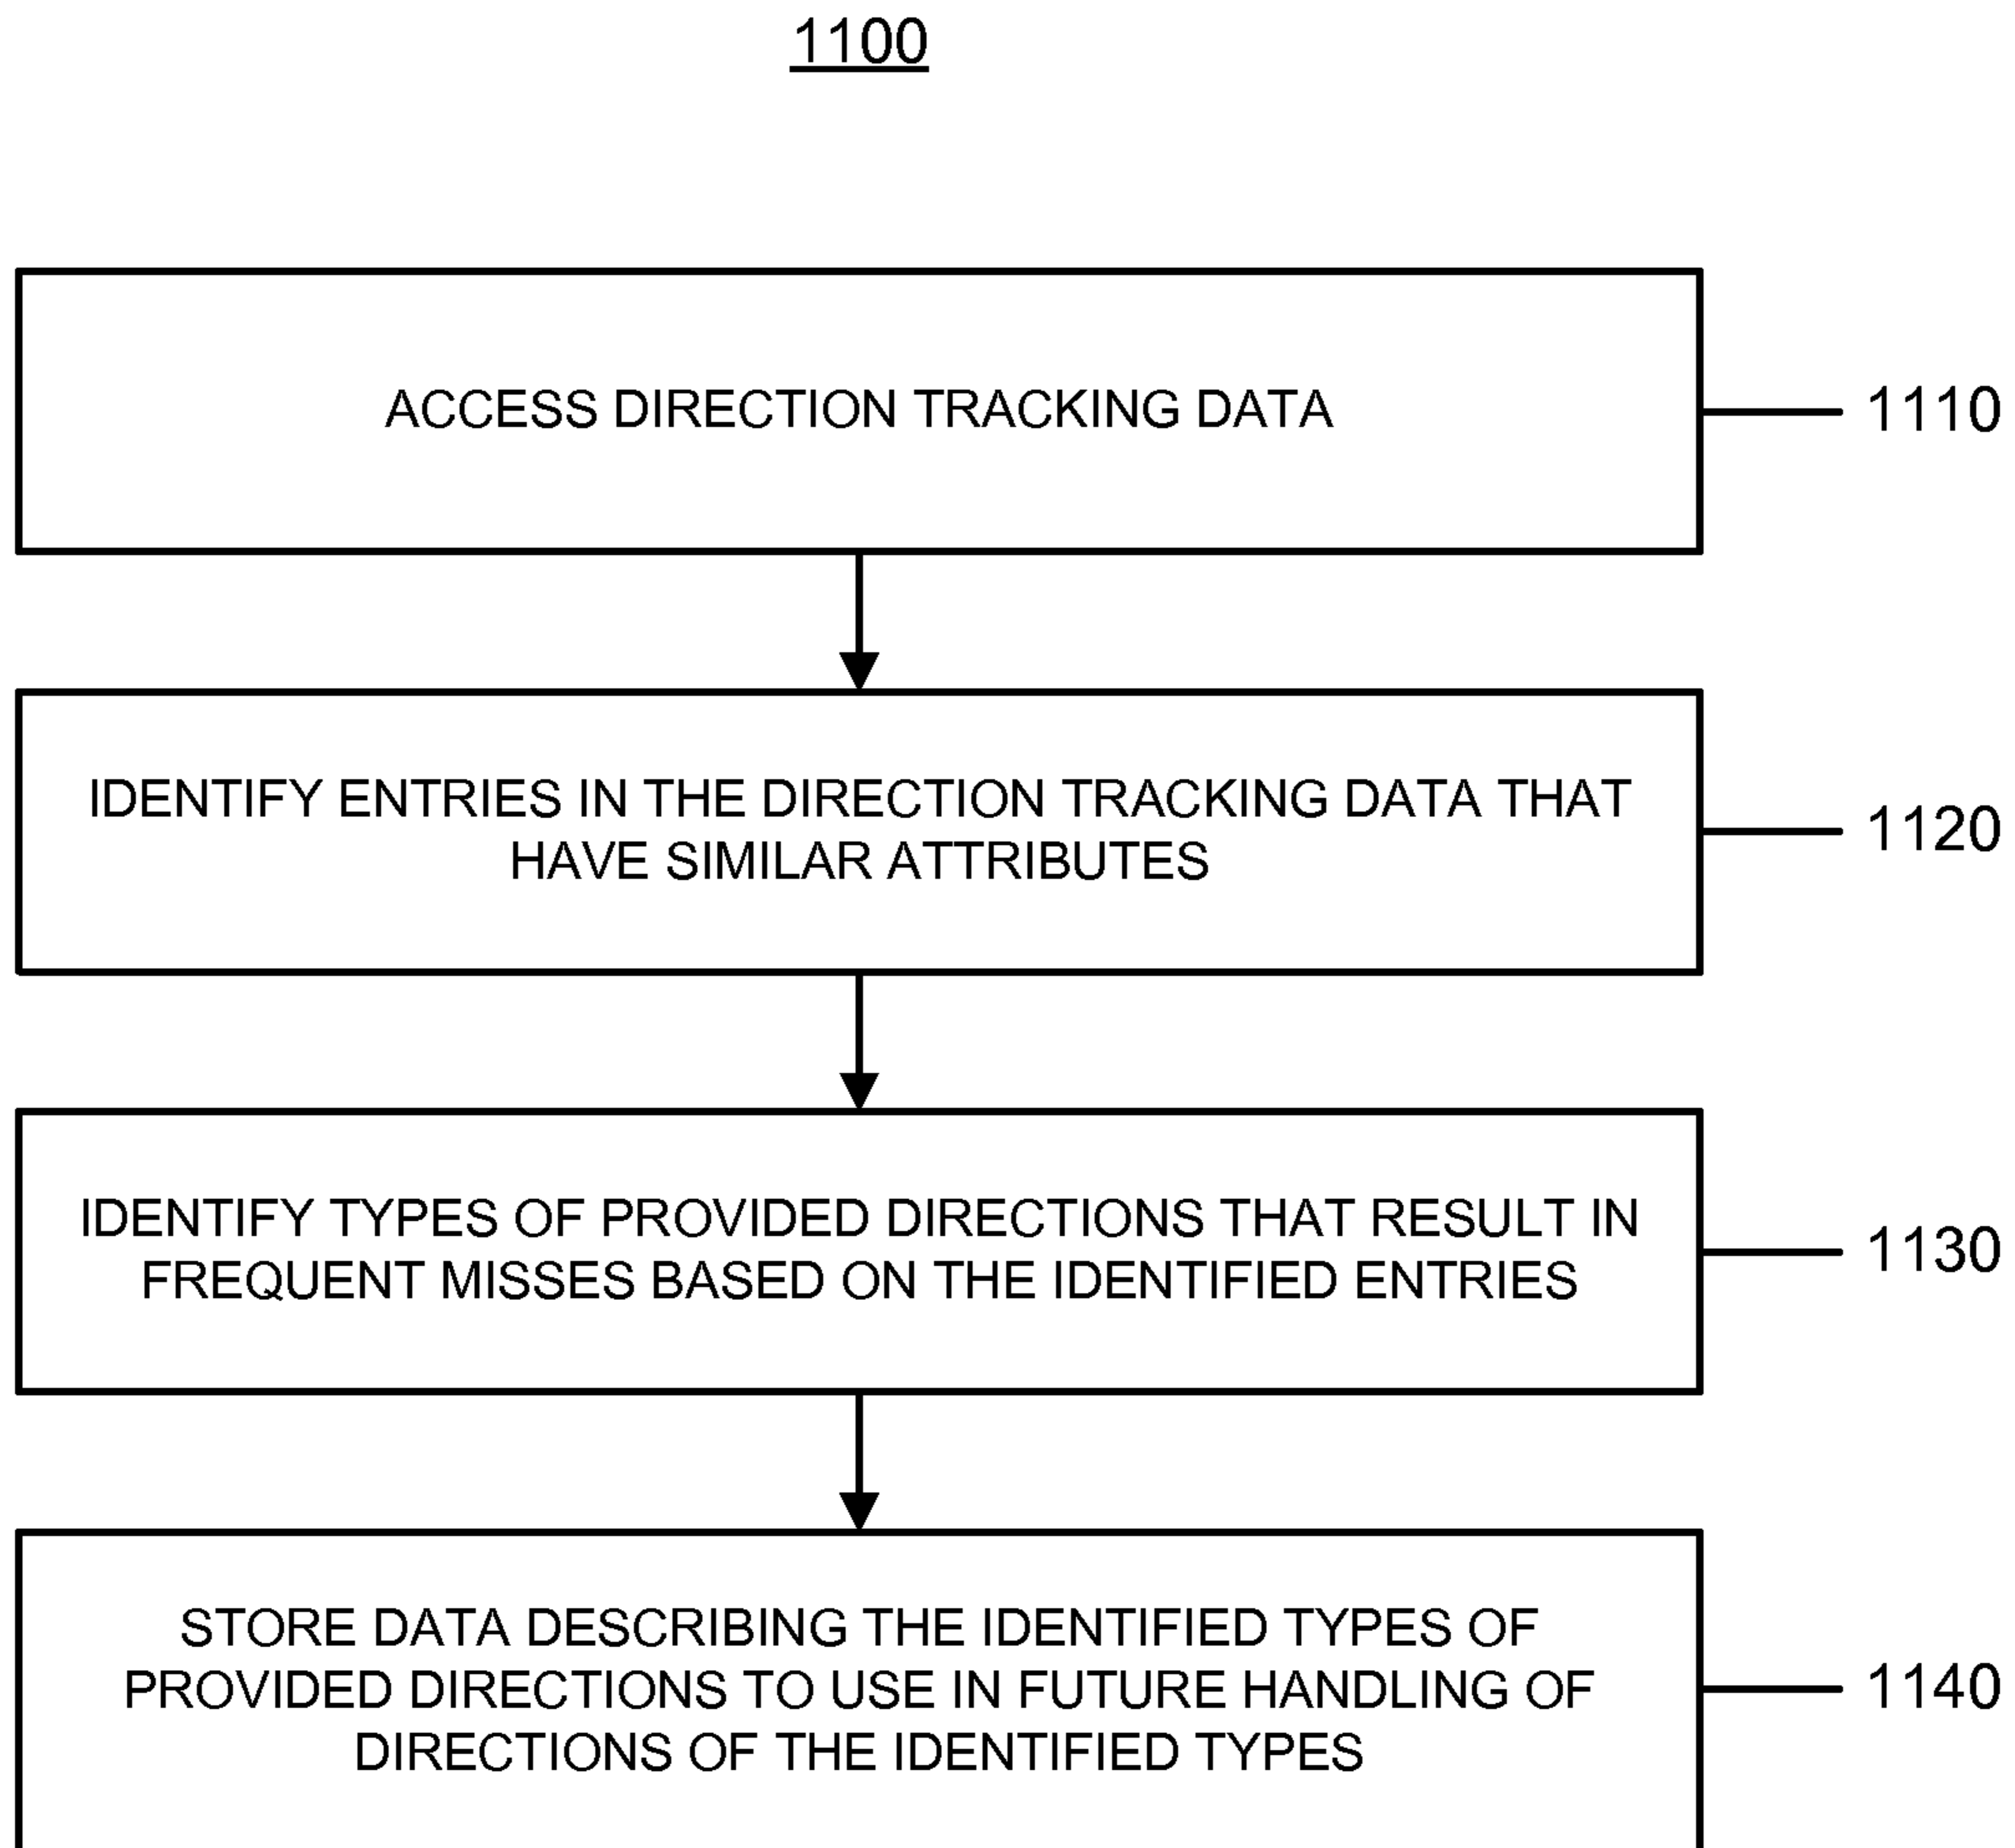 1100
ACCESS DIRECTION TRACKING DATA
1110
IDENTIFY ENTRIES IN THE DIRECTION TRACKING DATA THAT
HAVE SIMILAR ATTRIBUTES
1120
IDENTIFY TYPES OF PROVIDED DIRECTIONS THAT RESULT IN
FREQUENT MISSES BASED ON THE IDENTIFIED ENTRIES
1130
STORE DATA DESCRIBING THE IDENTIFIED TYPES OF
PROVIDED DIRECTIONS TO USE IN FUTURE HANDLING OF
DIRECTIONS OF THE IDENTIFIED TYPES
1140